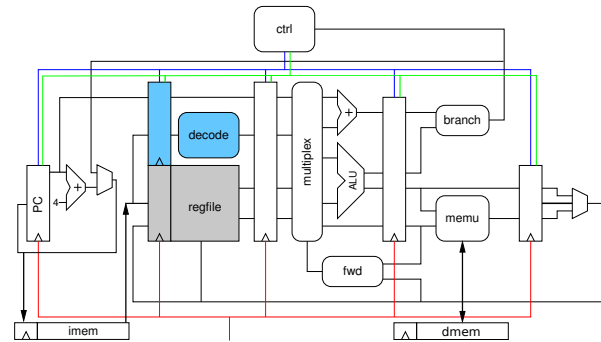 ctrl
decode
multiplex
+
ALU
branch
PC
+
4
regfile
memu
fwd
imem
dmem